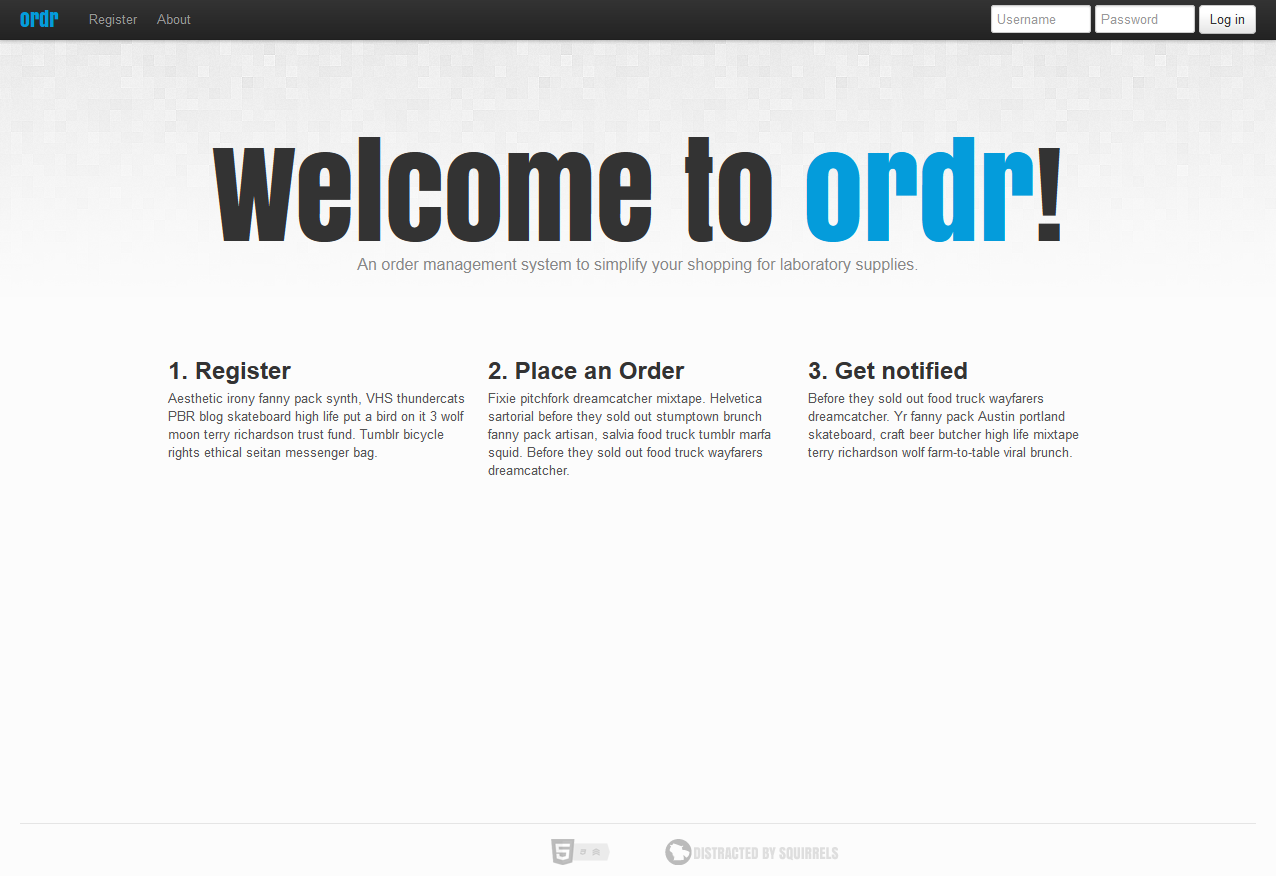 ordr Register About Username Password Log in
Welcome to ordr!
An order management system to simplify your shopping for laboratory supplies.
1. Register
Aesthetic irony fanny pack synth, VHS thundercats
PBR blog skateboard high life put a bird on it 3 wolf
moon terry richardson trust fund. Tumblr bicycle
rights ethical seitan messenger bag.
2. Place an Order
Fixie pitchfork dreamcatcher mixtape. Helvetica
sartorial before they sold out stumptown brunch
fanny pack artisan, salvia food truck tumblr marfa
squid. Before they sold out food truck wayfarers
dreamcatcher.
3. Get notified
Before they sold out food truck wayfarers
dreamcatcher. Yr fanny pack Austin portland
skateboard, craft beer butcher high life mixtape
terry richardson wolf farm-to-table viral brunch.
5 DISTRACTED BY SQUIRRELS